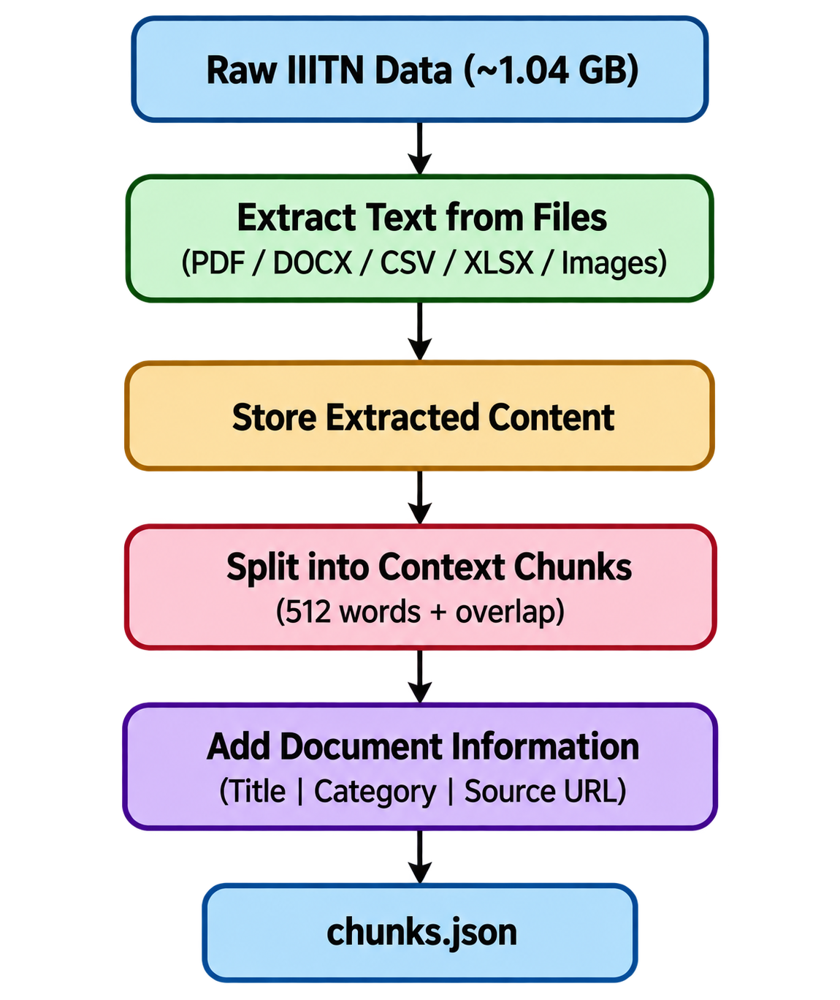 Raw IIITN Data (~1.04 GB)
Extract Text from Files
(PDF / DOCX / CSV / XLSX / Images)
Store Extracted Content
Split into Context Chunks
(512 words + overlap)
Add Document Information
(Title | Category | Source URL)
chunks.json